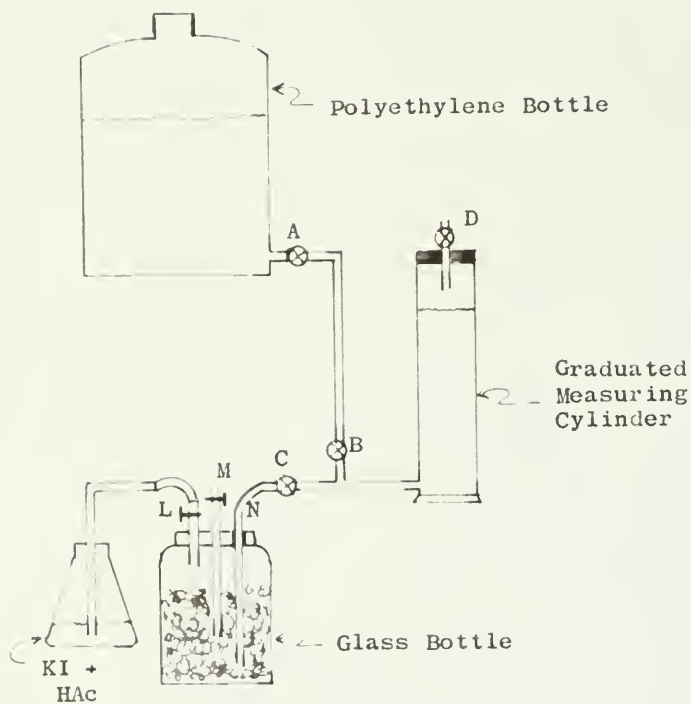 Polyethylene Bottle
D
A
Graduated
Measuring
Cylinder
B
C
M
L
N
Glass Bottle
KI +
HAc